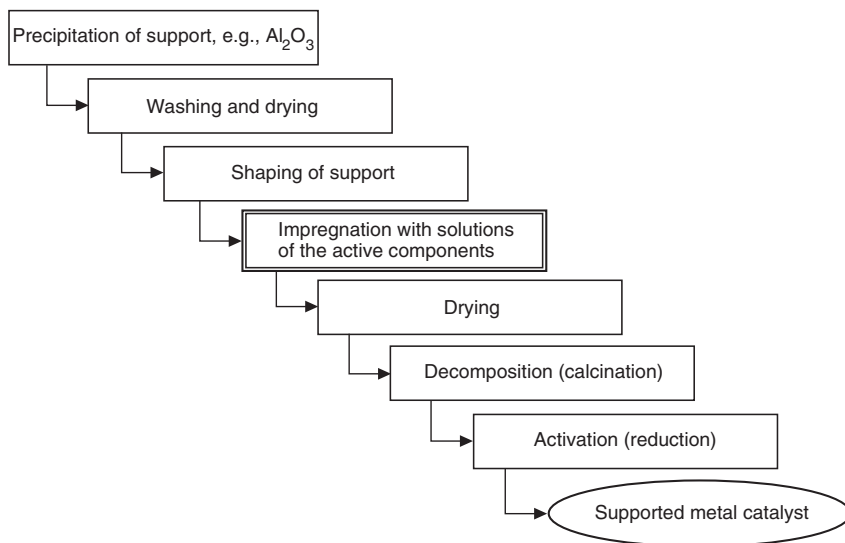 Precipitation of support, e.g., Al₂O₃
Washing and drying
Shaping of support
Impregnation with solutions
of the active components
Drying
Decomposition (calcination)
Activation (reduction)
Supported metal catalyst